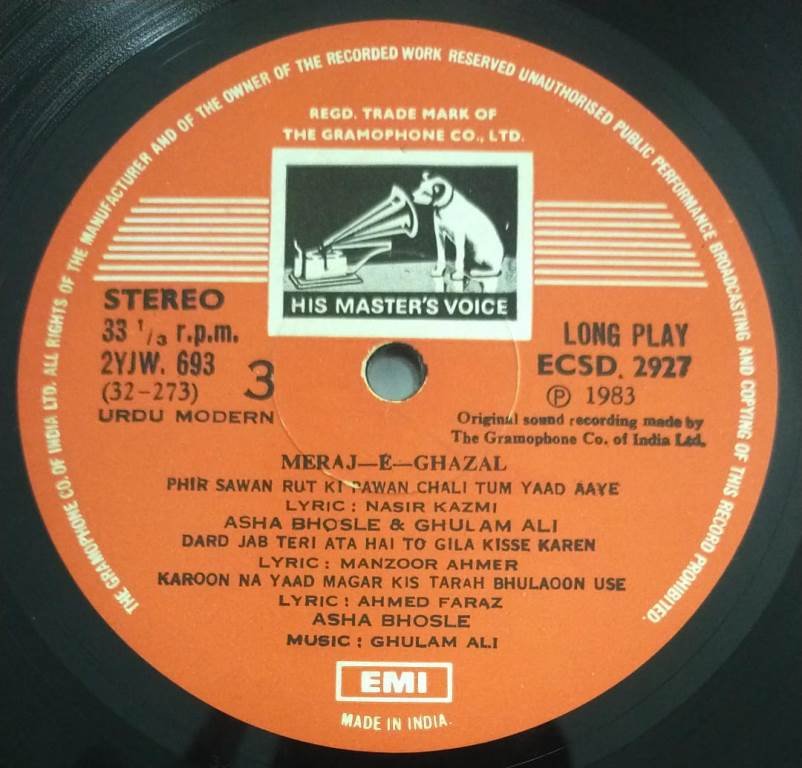 THE GRAMOPHONE CO. OF INDIA LTD. ALL RIGHTS OF THE MANUFACTURER AND OF THE OWNER OF THE RECORDED WORK RESERVED UNAUTHORISED PUBLIC PERFORMANCE BROADCASTING AND COPYING OF THIS RECORD PROHIBITED.
REGD. TRADE MARK OF
THE GRAMOPHONE CO., LTD.
HIS MASTER'S VOICE
STEREO
33 1/3 r.p.m.
2YJW. 693
(32-273) 3
URDU MODERN
LONG PLAY
ECSD. 2927
℗ 1983
Original sound recording made by
The Gramophone Co. of India Ltd.
MERAJ—E—GHAZAL
PHIR SAWAN RUT KI PAWAN CHALI TUM YAAD AAYE
LYRIC : NASIR KAZMI
ASHA BHOSLE & GHULAM ALI
DARD JAB TERI ATA HAI TO GILA KISSE KAREN
LYRIC : MANZOOR AHMER
KAROON NA YAAD MAGAR KIS TARAH BHULAOON USE
LYRIC : AHMED FARAZ
ASHA BHOSLE
MUSIC : GHULAM ALI
EMI
MADE IN INDIA.